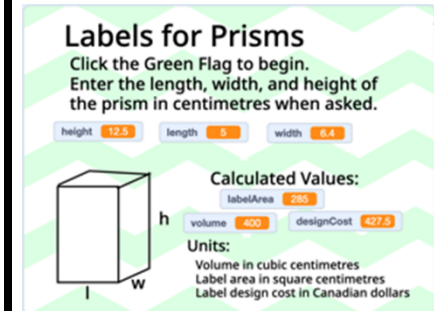 Labels for Prisms
Click the Green Flag to begin.
Enter the length, width, and height of
the prism in centimetres when asked.
height 12.5 length 5 width 6.4
Calculated Values:
labelArea 285
volume 400 designCost 427.5
h
w
l
Units:
Volume in cubic centimetres
Label area in square centimetres
Label design cost in Canadian dollars